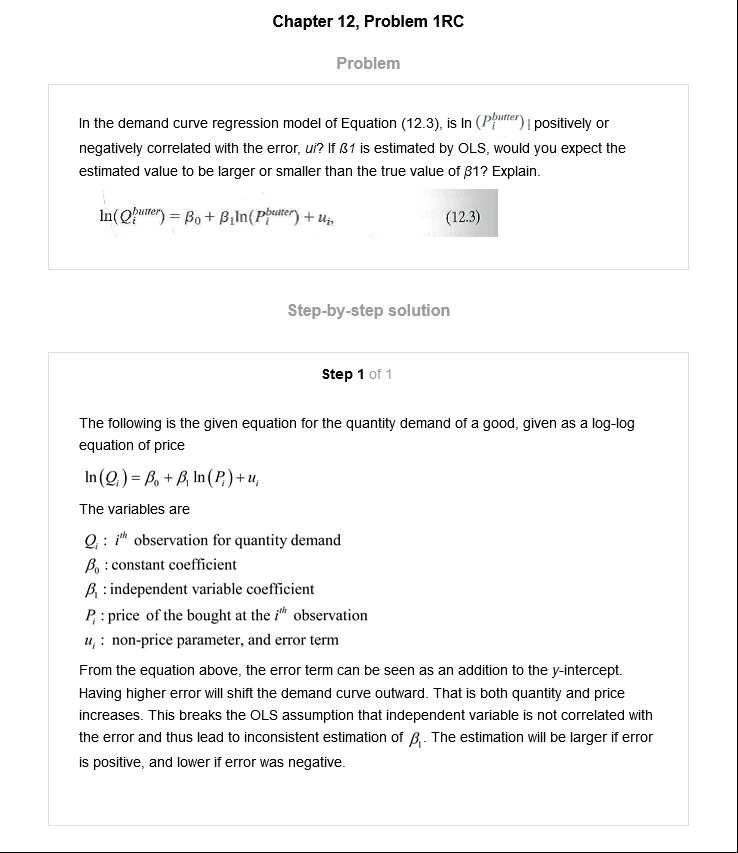 Chapter 12, Problem 1RC
Problem
In the demand curve regression model of Equation (12.3), is ln (P_i^{butter}) | positively or
negatively correlated with the error, ui? If ß1 is estimated by OLS, would you expect the
estimated value to be larger or smaller than the true value of β1? Explain.
ln(Q_i^{butter}) = β_0 + β_1ln(P_i^{butter}) + u_i, (12.3)
Step-by-step solution
Step 1 of 1
The following is the given equation for the quantity demand of a good, given as a log-log
equation of price
ln(Q_i) = β_0 + β_1 ln(P_i) + u_i
The variables are
Q_i : i^{th} observation for quantity demand
β_0 : constant coefficient
β_1 : independent variable coefficient
P_i : price of the bought at the i^{th} observation
u_i : non-price parameter, and error term
From the equation above, the error term can be seen as an addition to the y-intercept.
Having higher error will shift the demand curve outward. That is both quantity and price
increases. This breaks the OLS assumption that independent variable is not correlated with
the error and thus lead to inconsistent estimation of β_1. The estimation will be larger if error
is positive, and lower if error was negative.